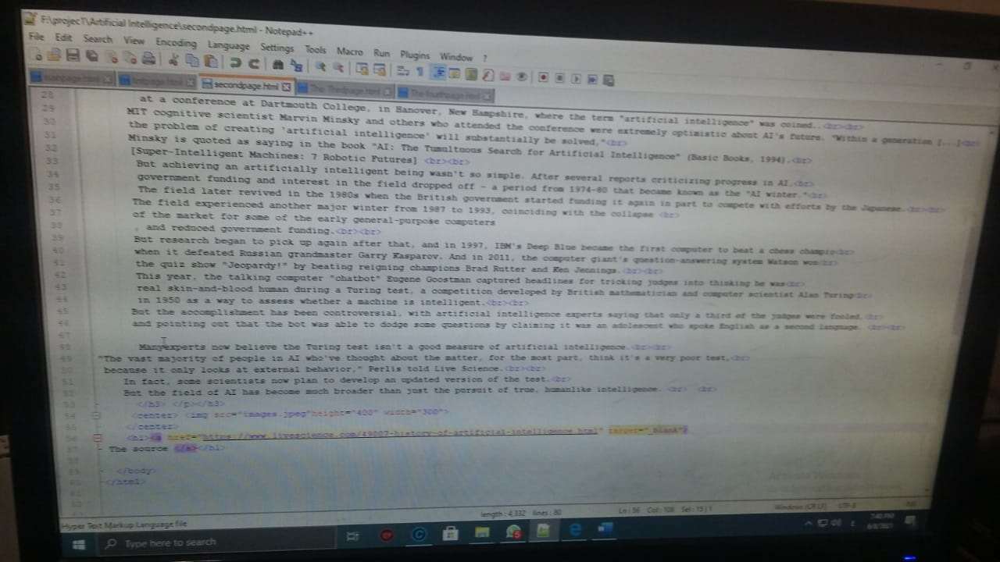 F:\projecT\Artificial Intelligence\secondpage.html - Notepad++
File Edit Search View Encoding Language Settings Tools Macro Run Plugins Window ?
mainpage.html secondpage.html The Thirdpage.html The fourthpage.html
28 at a conference at Dartmouth College, in Hanover, New Hampshire, where the term "artificial intelligence" was coined..<br><br>
29 MIT cognitive scientist Marvin Minsky and others who attended the conference were extremely optimistic about AI's future. "Within a generation [...]<br>
30 the problem of creating 'artificial intelligence' will substantially be solved,"<br>
31 Minsky is quoted as saying in the book "AI: The Tumultuous Search for Artificial Intelligence" (Basic Books, 1994).<br>
32 [Super-Intelligent Machines: 7 Robotic Futures] <br><br>
33 But achieving an artificially intelligent being wasn't so simple. After several reports criticizing progress in AI,<br>
34 government funding and interest in the field dropped off – a period from 1974-80 that became known as the "AI winter."<br>
35 The field later revived in the 1980s when the British government started funding it again in part to compete with efforts by the Japanese.<br><br>
36 The field experienced another major winter from 1987 to 1993, coinciding with the collapse <br>
37 of the market for some of the early general-purpose computers
38 , and reduced government funding.<br><br>
39 But research began to pick up again after that, and in 1997, IBM's Deep Blue became the first computer to beat a chess champio<br>
40 when it defeated Russian grandmaster Garry Kasparov. And in 2011, the computer giant's question-answering system Watson won<br>
41 the quiz show "Jeopardy!" by beating reigning champions Brad Rutter and Ken Jennings.<br><br>
42 This year, the talking computer "chatbot" Eugene Goostman captured headlines for tricking judges into thinking he was<br>
43 real skin-and-blood human during a Turing test, a competition developed by British mathematician and computer scientist Alan Turing<br>
44 in 1950 as a way to assess whether a machine is intelligent.<br><br>
45 But the accomplishment has been controversial, with artificial intelligence experts saying that only a third of the judges were fooled,<br>
46 and pointing out that the bot was able to dodge some questions by claiming it was an adolescent who spoke English as a second language. <br><br>
47
48 Manyexperts now believe the Turing test isn't a good measure of artificial intelligence.<br><br>
49 "The vast majority of people in AI who've thought about the matter, for the most part, think it's a very poor test,<br>
50 because it only looks at external behavior," Perlis told Live Science.<br><br>
51 In fact, some scientists now plan to develop an updated version of the test.<br>
52 But the field of AI has become much broader than just the pursuit of true, humanlike intelligence. <br> <br>
53 </h3> </p></h3>
54 <center> <img src="images.jpeg"height="400" width="300">
55 </center>
56 <h1><a href="https://www.livescience.com/49007-history-of-artificial-intelligence.html" target="_blank">
57 The source </a></h1>
58
59 </body>
60 </html>
61
Activate Windows
Hyper Text Markup Language file length : 4,332 lines : 80 Ln : 56 Col : 108 Sel : 15 | 1 Windows (CR LF) UTF-8 INS
Type here to search
7:40 PM